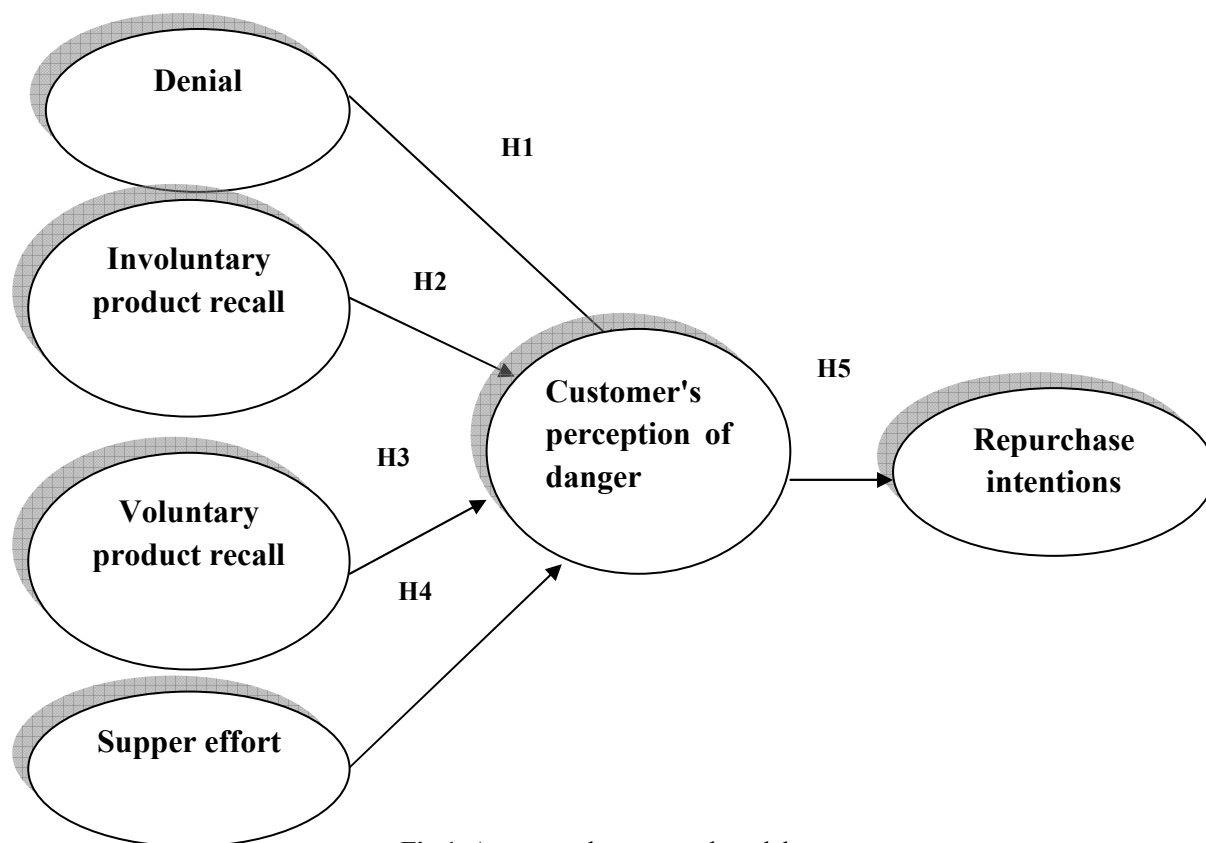 Denial
H1
Involuntary
product recall
H2
Customer's
perception of
danger
H5
Repurchase
intentions
H3
Voluntary
product recall
H4
Supper effort